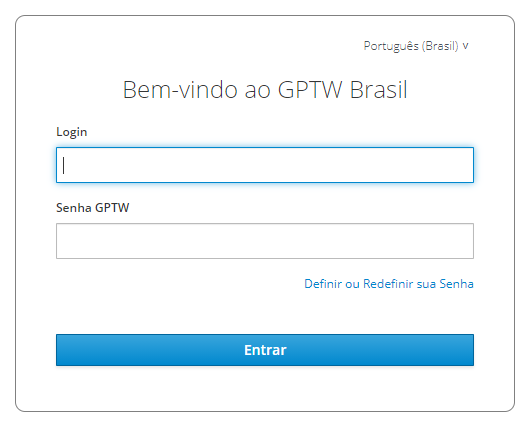 Português (Brasil) v
Bem-vindo ao GPTW Brasil
Login
Senha GPTW
Definir ou Redefinir sua Senha
Entrar